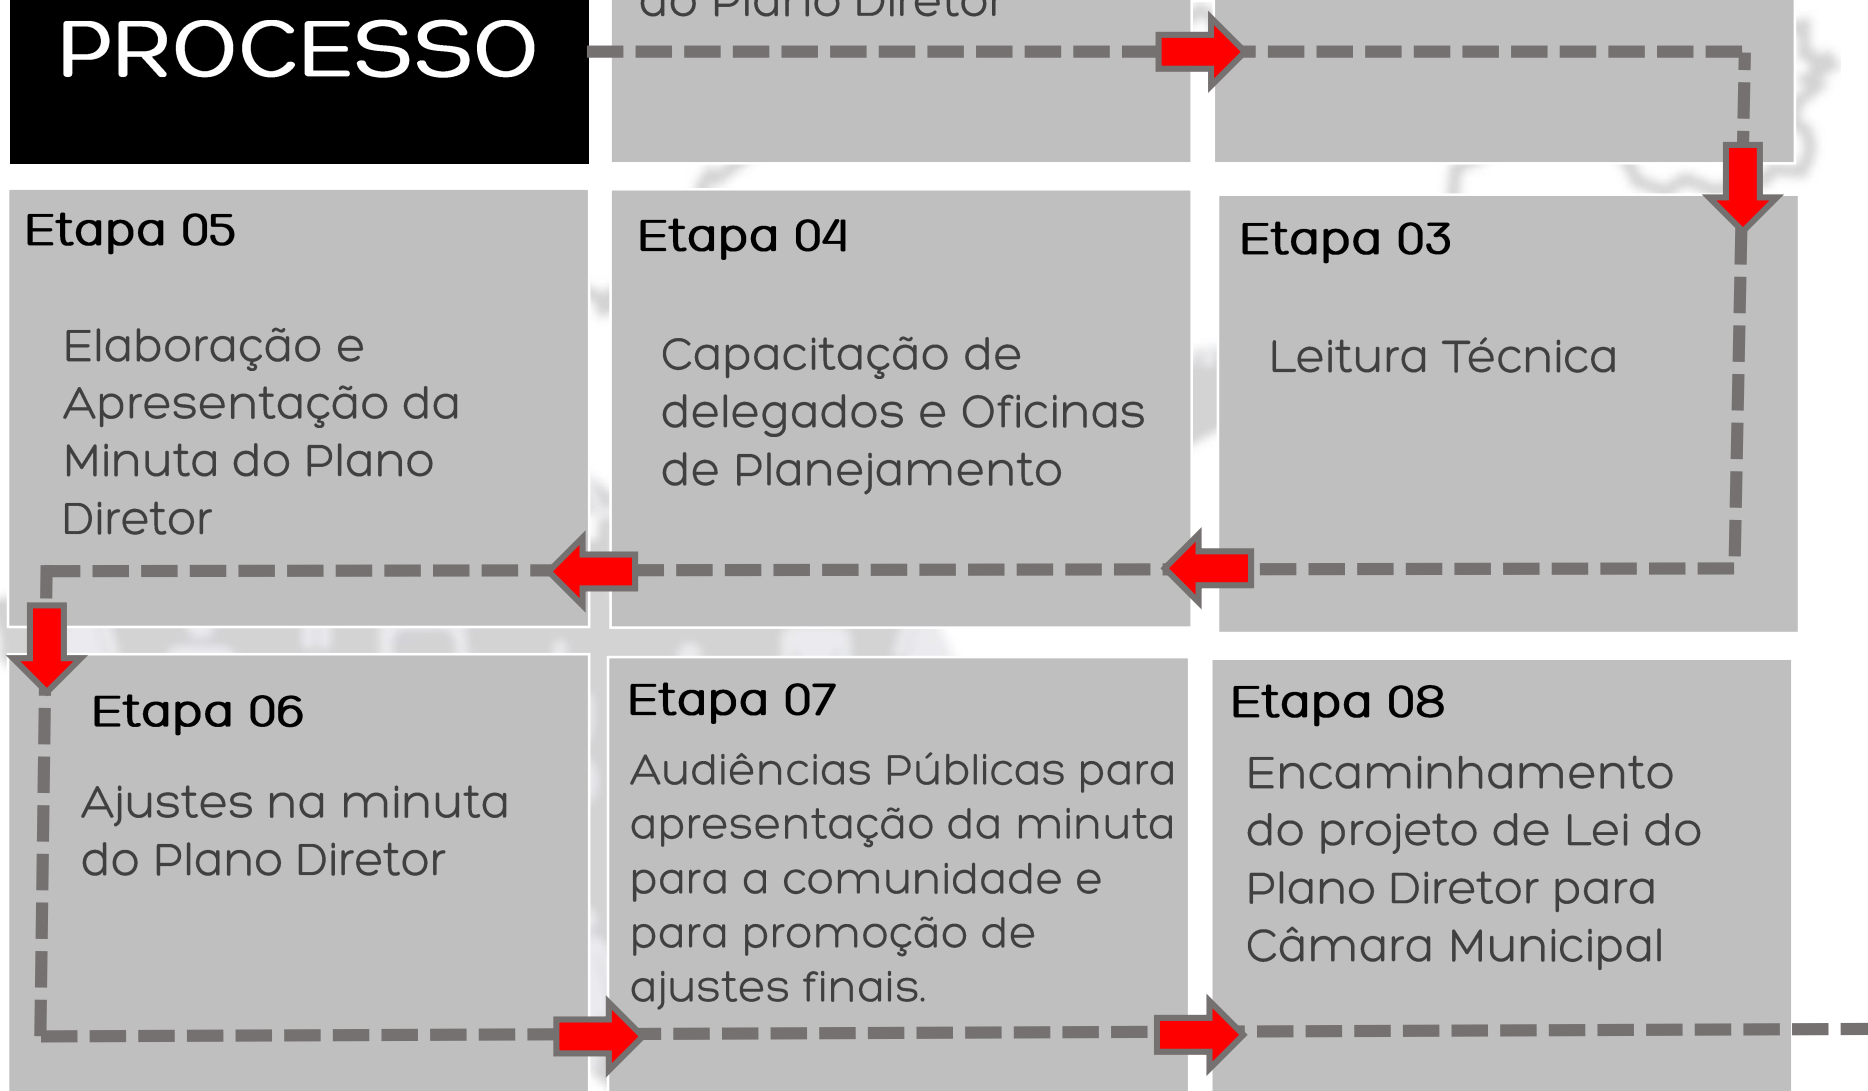 PROCESSO
do Plano Diretor
Etapa 05
Elaboração e
Apresentação da
Minuta do Plano
Diretor
Etapa 04
Capacitação de
delegados e Oficinas
de Planejamento
Etapa 03
Leitura Técnica
Etapa 06
Ajustes na minuta
do Plano Diretor
Etapa 07
Audiências Públicas para
apresentação da minuta
para a comunidade e
para promoção de
ajustes finais.
Etapa 08
Encaminhamento
do projeto de Lei do
Plano Diretor para
Câmara Municipal